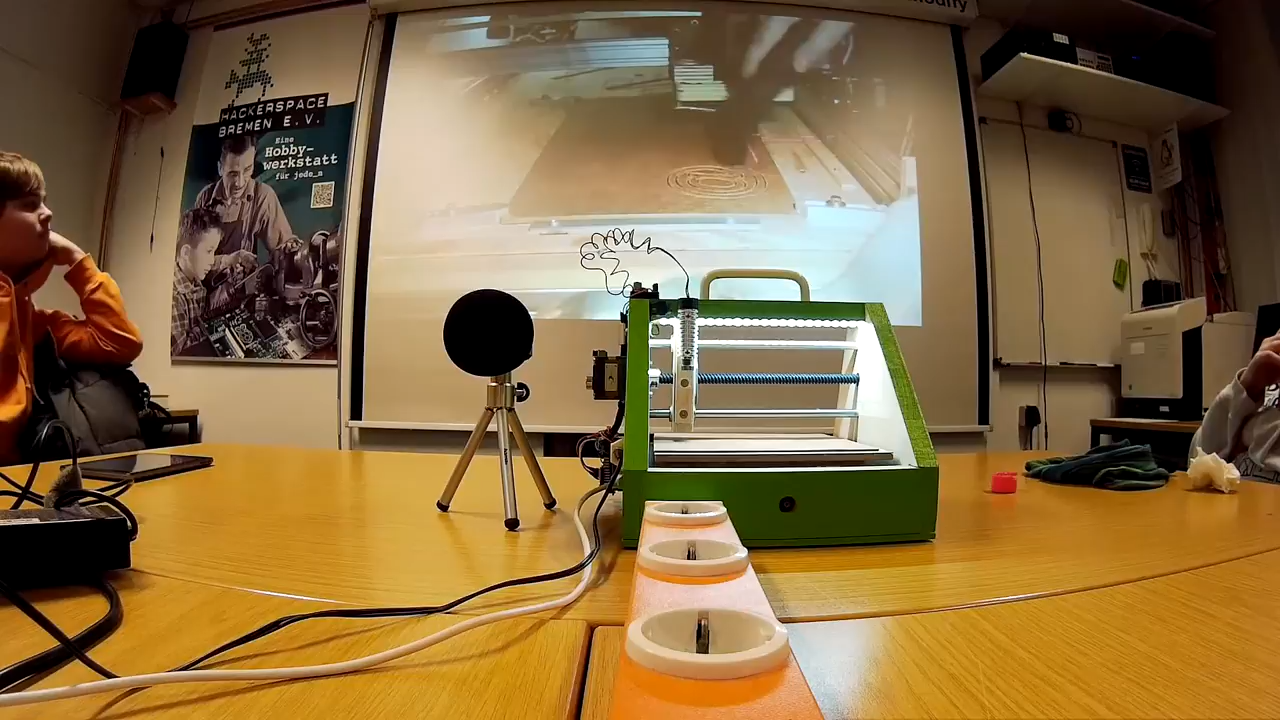 HACKERSPACE
BREMEN E.V.
Eine
Hobby-
werkstatt
für jede_n